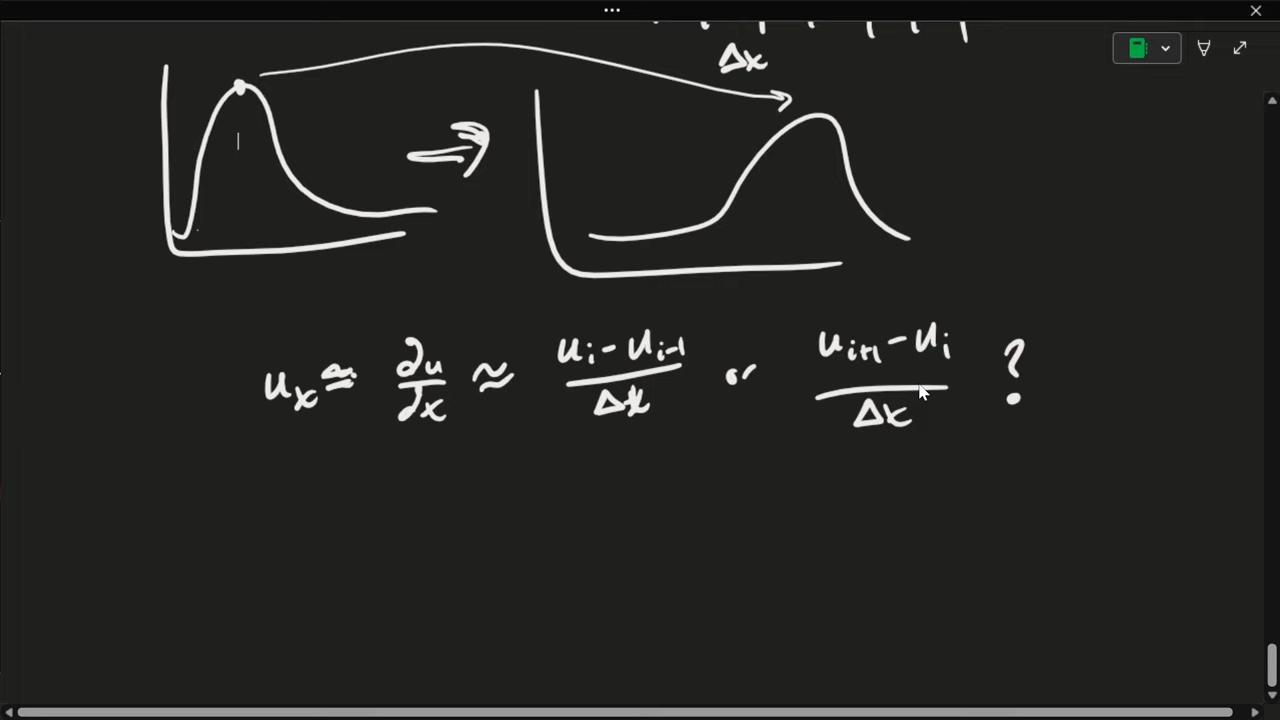 Δx
u_x ≅ ∂u/∂x ≈ (u_i - u_{i-1})/Δx or (u_{i+1} - u_i)/Δx ?